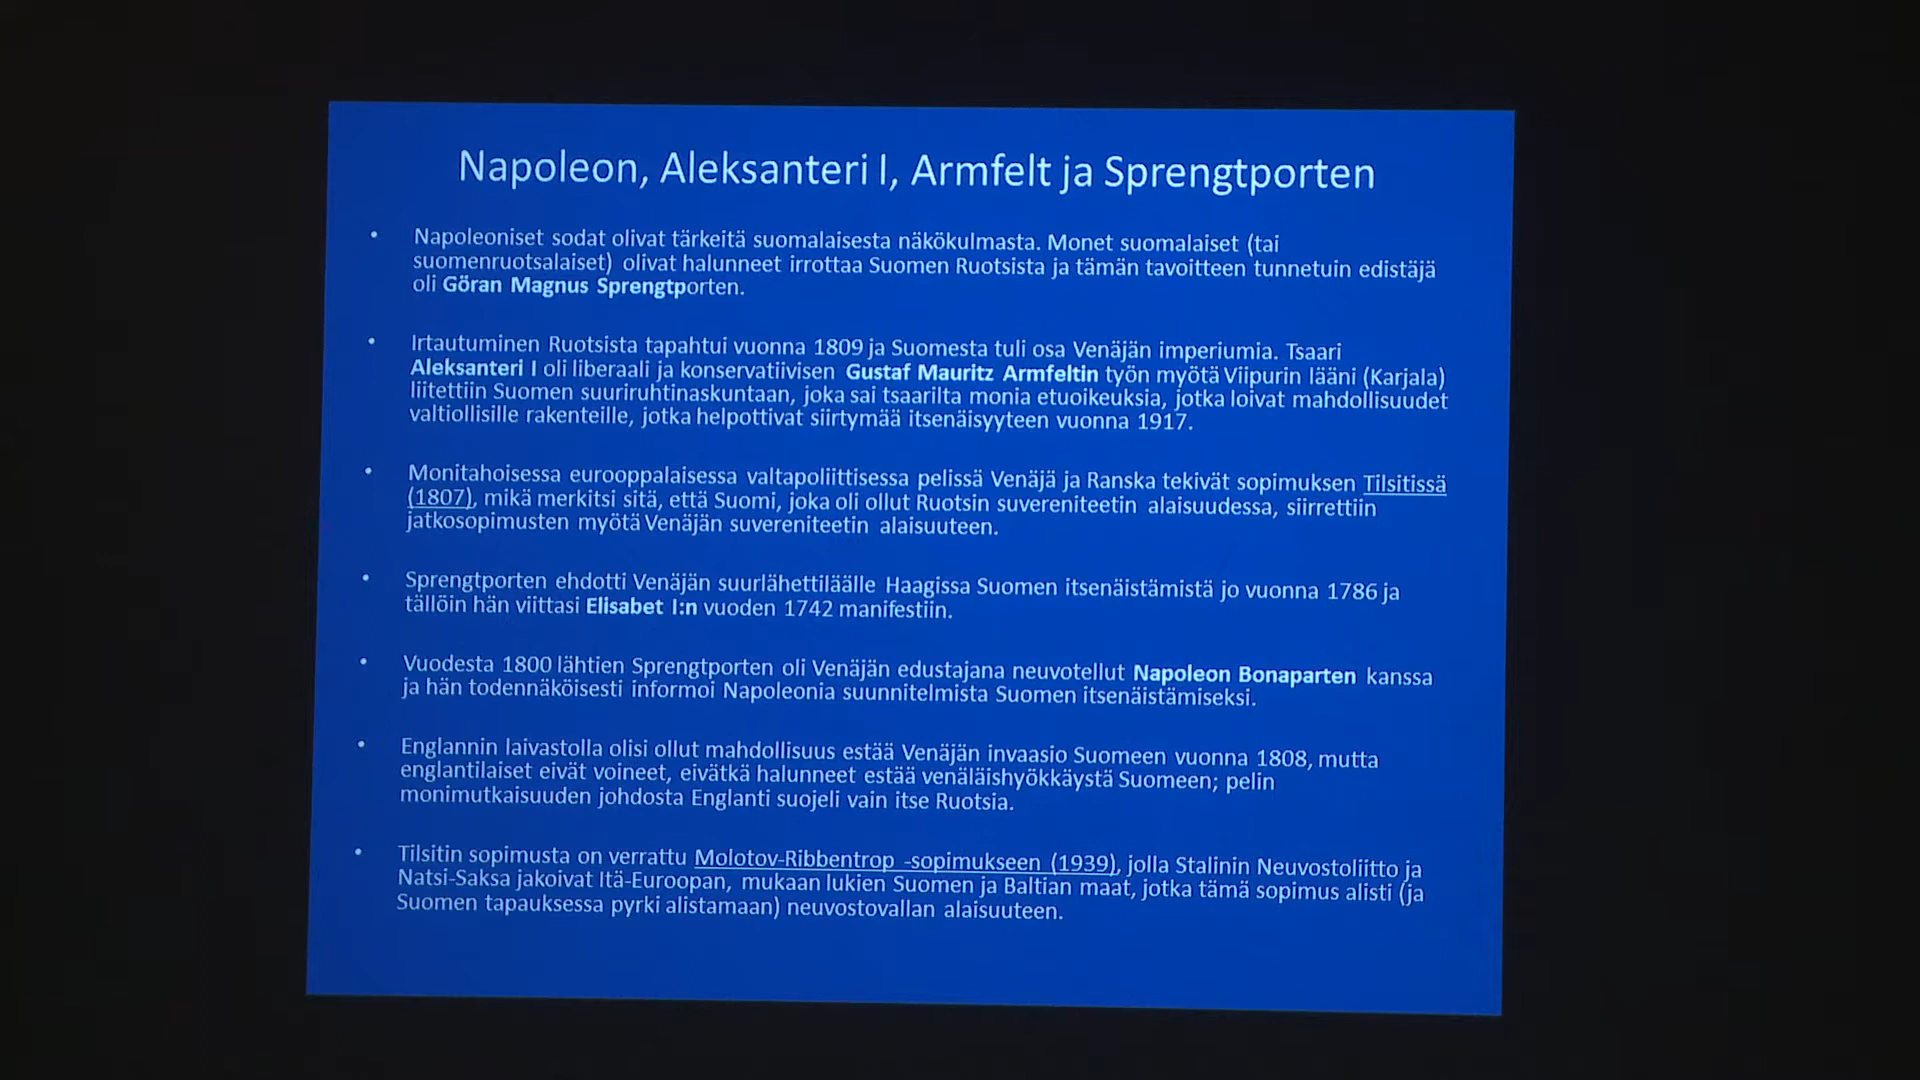 Napoleon, Aleksanteri I, Armfelt ja Sprengtporten
• Napoleoniset sodat olivat tärkeitä suomalaisesta näkökulmasta. Monet suomalaiset (tai
suomenruotsalaiset) olivat halunneet irrottaa Suomen Ruotsista ja tämän tavoitteen tunnetuin edistäjä
oli Göran Magnus Sprengtporten.
• Irtautuminen Ruotsista tapahtui vuonna 1809 ja Suomesta tuli osa Venäjän imperiumia. Tsaari
Aleksanteri I oli liberaali ja konservatiivisen Gustaf Mauritz Armfeltin työn myötä Viipurin lääni (Karjala)
liitettiin Suomen suuriruhtinaskuntaan, joka sai tsaarilta monia etuoikeuksia, jotka loivat mahdollisuudet
valtiollisille rakenteille, jotka helpottivat siirtymää itsenäisyyteen vuonna 1917.
• Monitahoisessa eurooppalaisessa valtapoliittisessa pelissä Venäjä ja Ranska tekivät sopimuksen Tilsitissä
(1807), mikä merkitsi sitä, että Suomi, joka oli ollut Ruotsin suvereniteetin alaisuudessa, siirrettiin
jatkosopimusten myötä Venäjän suvereniteetin alaisuuteen.
• Sprengtporten ehdotti Venäjän suurlähettiläälle Haagissa Suomen itsenäistämistä jo vuonna 1786 ja
tällöin hän viittasi Elisabet I:n vuoden 1742 manifestiin.
• Vuodesta 1800 lähtien Sprengtporten oli Venäjän edustajana neuvotellut Napoleon Bonaparten kanssa
ja hän todennäköisesti informoi Napoleonia suunnitelmista Suomen itsenäistämiseksi.
• Englannin laivastolla olisi ollut mahdollisuus estää Venäjän invaasio Suomeen vuonna 1808, mutta
englantilaiset eivät voineet, eivätkä halunneet estää venäläishyökkäystä Suomeen; pelin
monimutkaisuuden johdosta Englanti suojeli vain itse Ruotsia.
• Tilsitin sopimusta on verrattu Molotov-Ribbentrop -sopimukseen (1939), jolla Stalinin Neuvostoliitto ja
Natsi-Saksa jakoivat Itä-Euroopan, mukaan lukien Suomen ja Baltian maat, jotka tämä sopimus alisti (ja
Suomen tapauksessa pyrki alistamaan) neuvostovallan alaisuuteen.